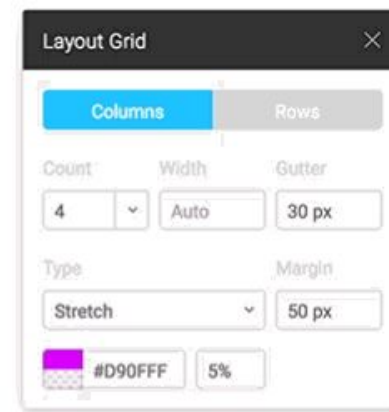 Layout Grid
Columns Rows
Count Width Gutter
4 Auto 30 px
Type Margin
Stretch 50 px
#D90FFF 5%